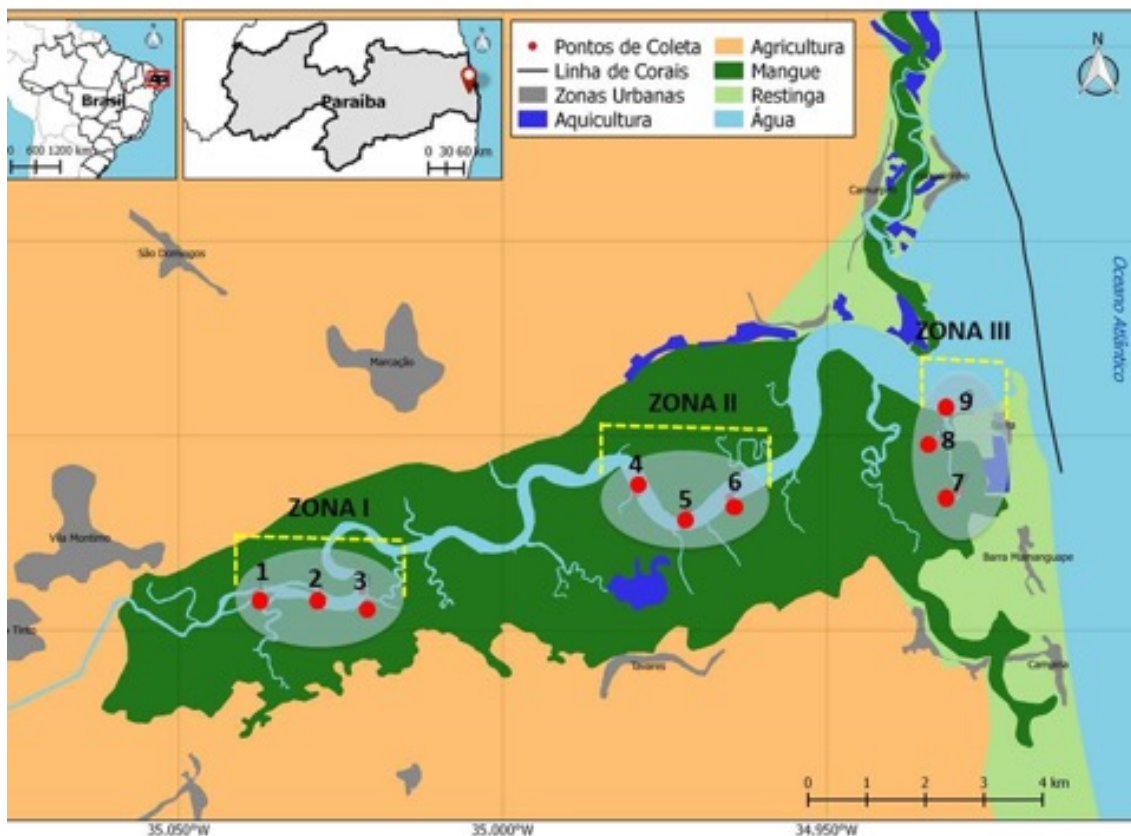 Brasil
0 600 1200 km
Paraiba
0 30 60 km
Pontos de Coleta
Linha de Corais
Zonas Urbanas
Aquicultura
Agricultura
Mangue
Restinga
Água
N
São Domingos
Marcação
Oceano Atlântico
ZONA III
9
8
7
ZONA II
4
5
6
ZONA I
1
2
3
Vila Montimo
Barra Mamanguape
Tavares
0 1 2 3 4 km
35.050°W
35.000°W
34.950°W